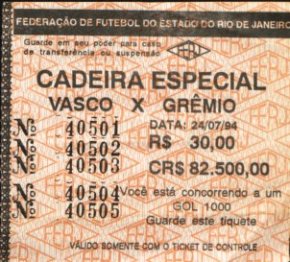 FEDERAÇÃO DE FUTEBOL DO ESTADO DO RIO DE JANEIRO
Guarde em seu poder para caso
de transferência ou suspensão
CADEIRA ESPECIAL
VASCO X GRÊMIO
Nº 40501 DATA: 24/07/94
Nº 40502 R$ 30,00
Nº 40503 CR$ 82.500,00
Nº 40504 Você está concorrendo a um
Nº 40505 GOL 1000
Guarde este tíquete
VÁLIDO SOMENTE COM O TICKET DE CONTROLE